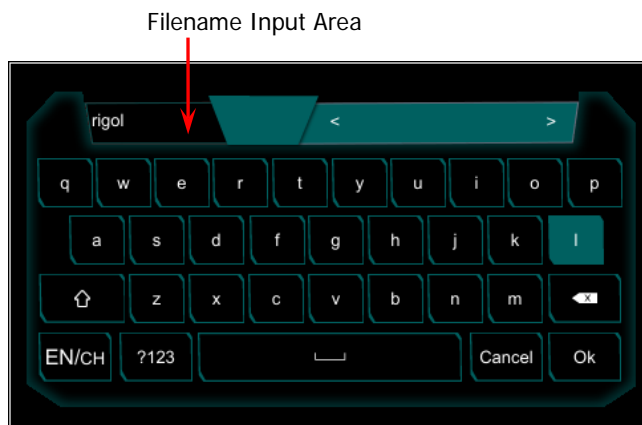 Filename Input Area
rigol < >
q w e r t y u i o p
a s d f g h j k l
z x c v b n m x
EN/CH ?123 Cancel Ok